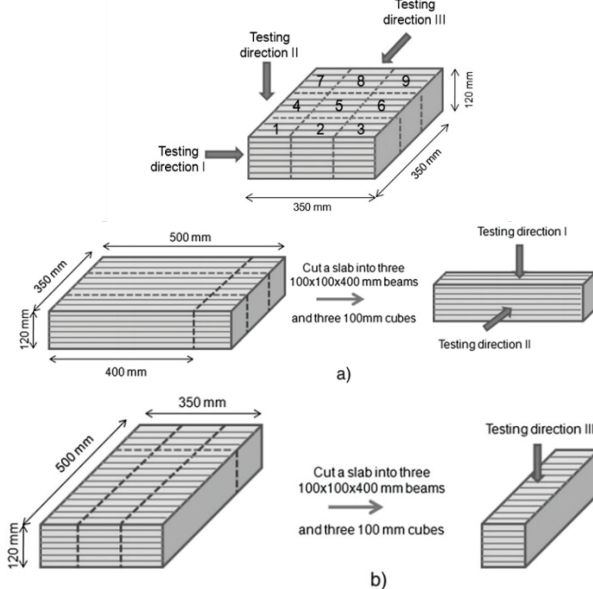 Testing
direction III
Testing
direction II
7 8 9
4 5 6
1 2 3
120 mm
Testing
direction I
350 mm
350 mm
500 mm
350 mm
120 mm
400 mm
Cut a slab into three
100x100x400 mm beams
and three 100mm cubes
Testing direction I
Testing direction II
a)
350 mm
500 mm
120 mm
Cut a slab into three
100x100x400 mm beams
and three 100 mm cubes
Testing direction III
b)